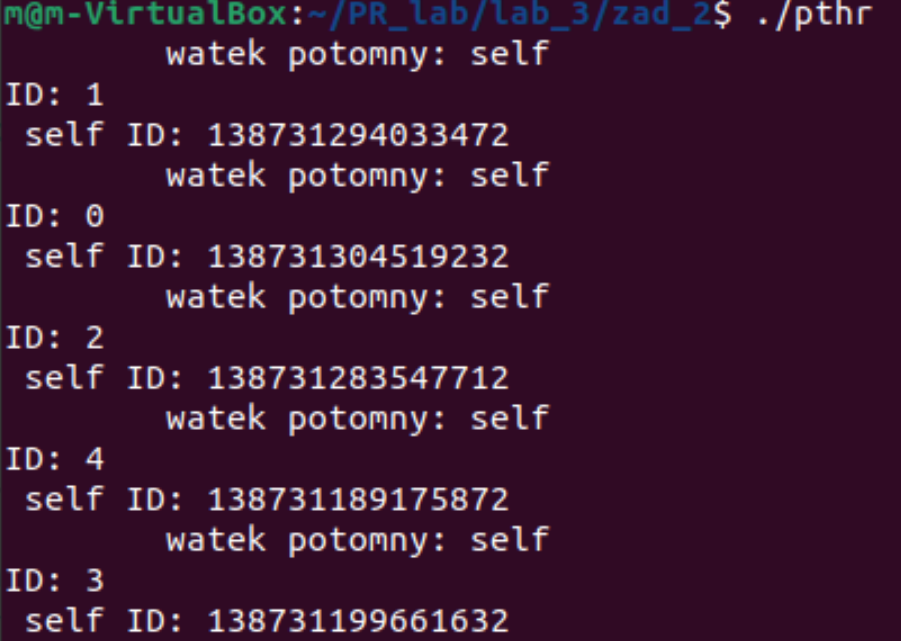 m@m-VirtualBox:~/PR_lab/lab_3/zad_2$ ./pthr
watek potomny: self
ID: 1
self ID: 138731294033472
watek potomny: self
ID: 0
self ID: 138731304519232
watek potomny: self
ID: 2
self ID: 138731283547712
watek potomny: self
ID: 4
self ID: 138731189175872
watek potomny: self
ID: 3
self ID: 138731199661632